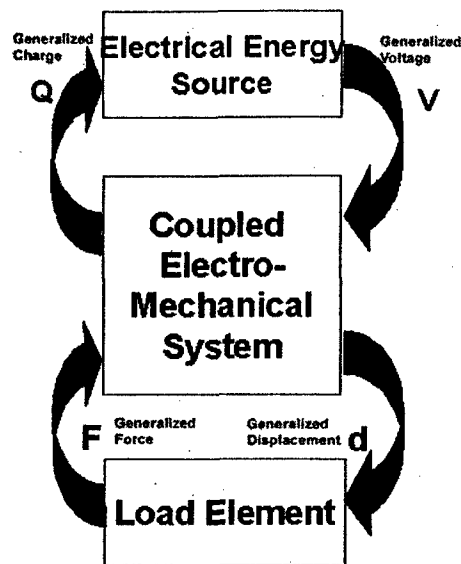 Generalized
Charge
Q
Electrical Energy
Source
Generalized
Voltage
V
Coupled
Electro-
Mechanical
System
F
Generalized
Force
Generalized
Displacement
d
Load Element